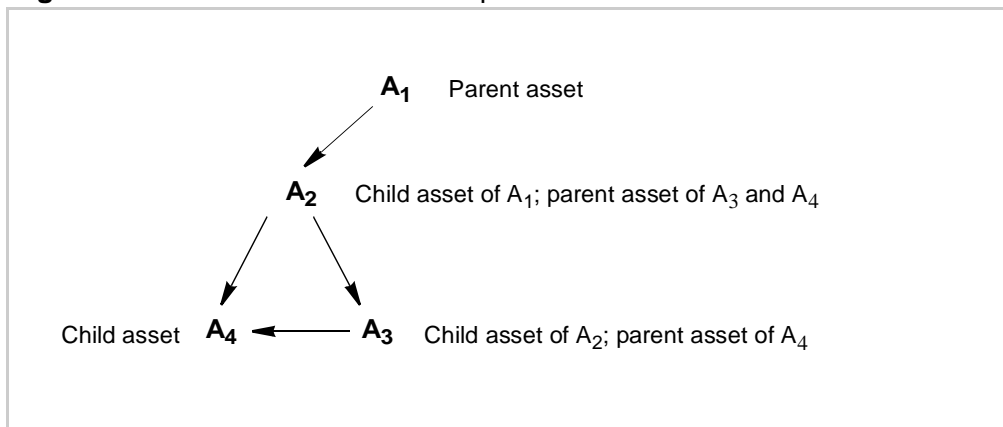 A1 Parent asset
A2 Child asset of A1; parent asset of A3 and A4
Child asset A4 A3 Child asset of A2; parent asset of A4